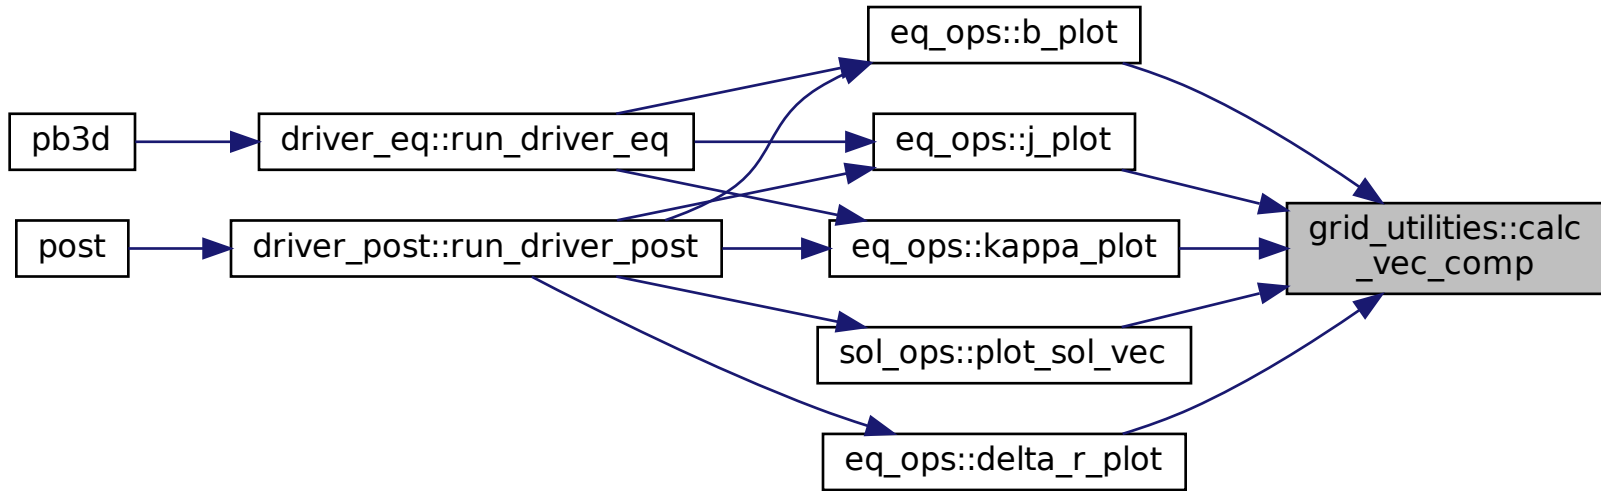 eq_ops::b_plot
pb3d
driver_eq::run_driver_eq
eq_ops::j_plot
grid_utilities::calc
_vec_comp
post
driver_post::run_driver_post
eq_ops::kappa_plot
sol_ops::plot_sol_vec
eq_ops::delta_r_plot